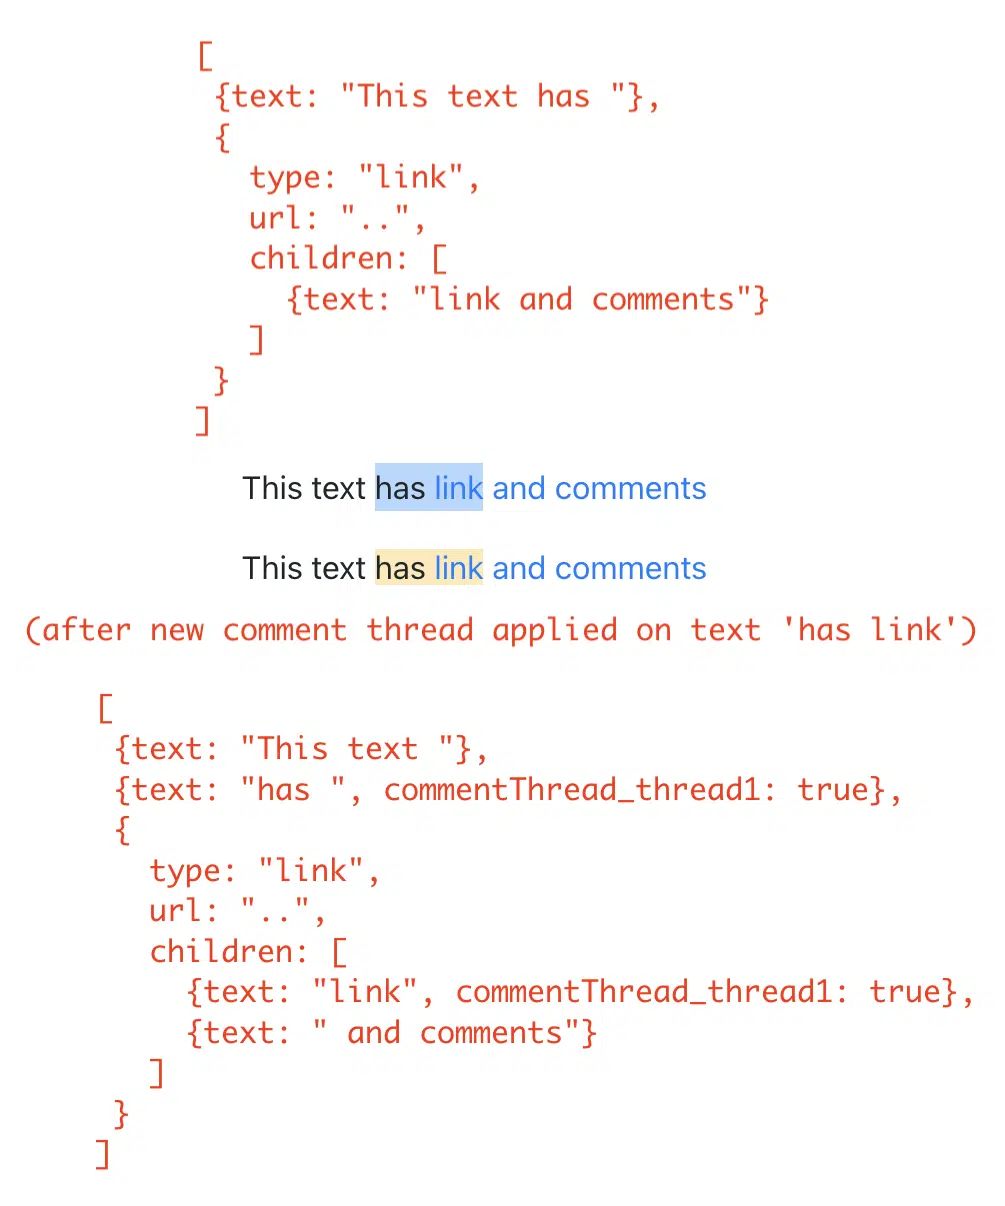 [
{text: "This text has "},
{
type: "link",
url: "..",
children: [
{text: "link and comments"}
]
}
]
This text has link and comments
This text has link and comments
(after new comment thread applied on text 'has link')
[
{text: "This text "},
{text: "has ", commentThread_thread1: true},
{
type: "link",
url: "..",
children: [
{text: "link", commentThread_thread1: true},
{text: " and comments"}
]
}
]